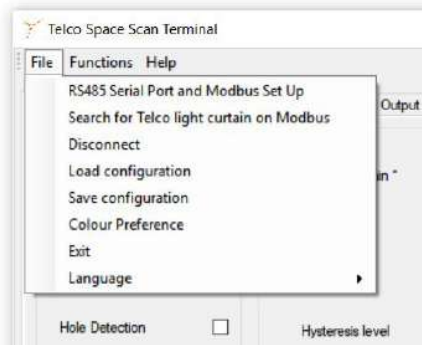 Telco Space Scan Terminal
File Functions Help
RS485 Serial Port and Modbus Set Up
Search for Telco light curtain on Modbus
Output
Disconnect
Load configuration
Save configuration
Colour Preference
Exit
Language
Hole Detection
Hysteresis level